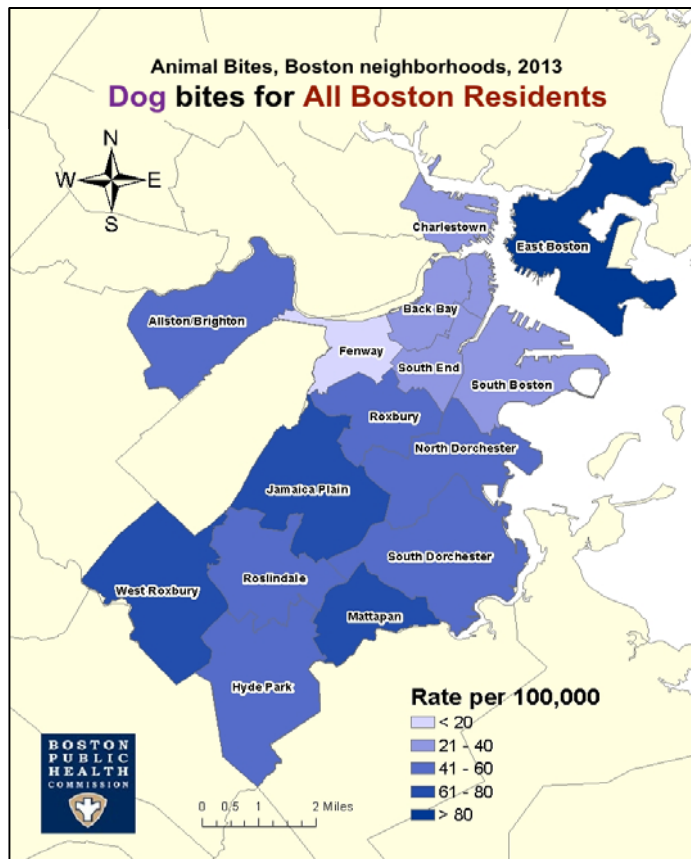 Animal Bites, Boston neighborhoods, 2013
Dog bites for All Boston Residents
N
W E
S
Charlestown
East Boston
Allston/Brighton
Back Bay
Fenway
South End
South Boston
Roxbury
North Dorchester
Jamaica Plain
South Dorchester
West Roxbury
Roslindale
Mattapan
Hyde Park
Rate per 100,000
< 20
21 - 40
41 - 60
61 - 80
> 80
BOSTON
PUBLIC
HEALTH
COMMISSION
0 0.5 1 2 Miles